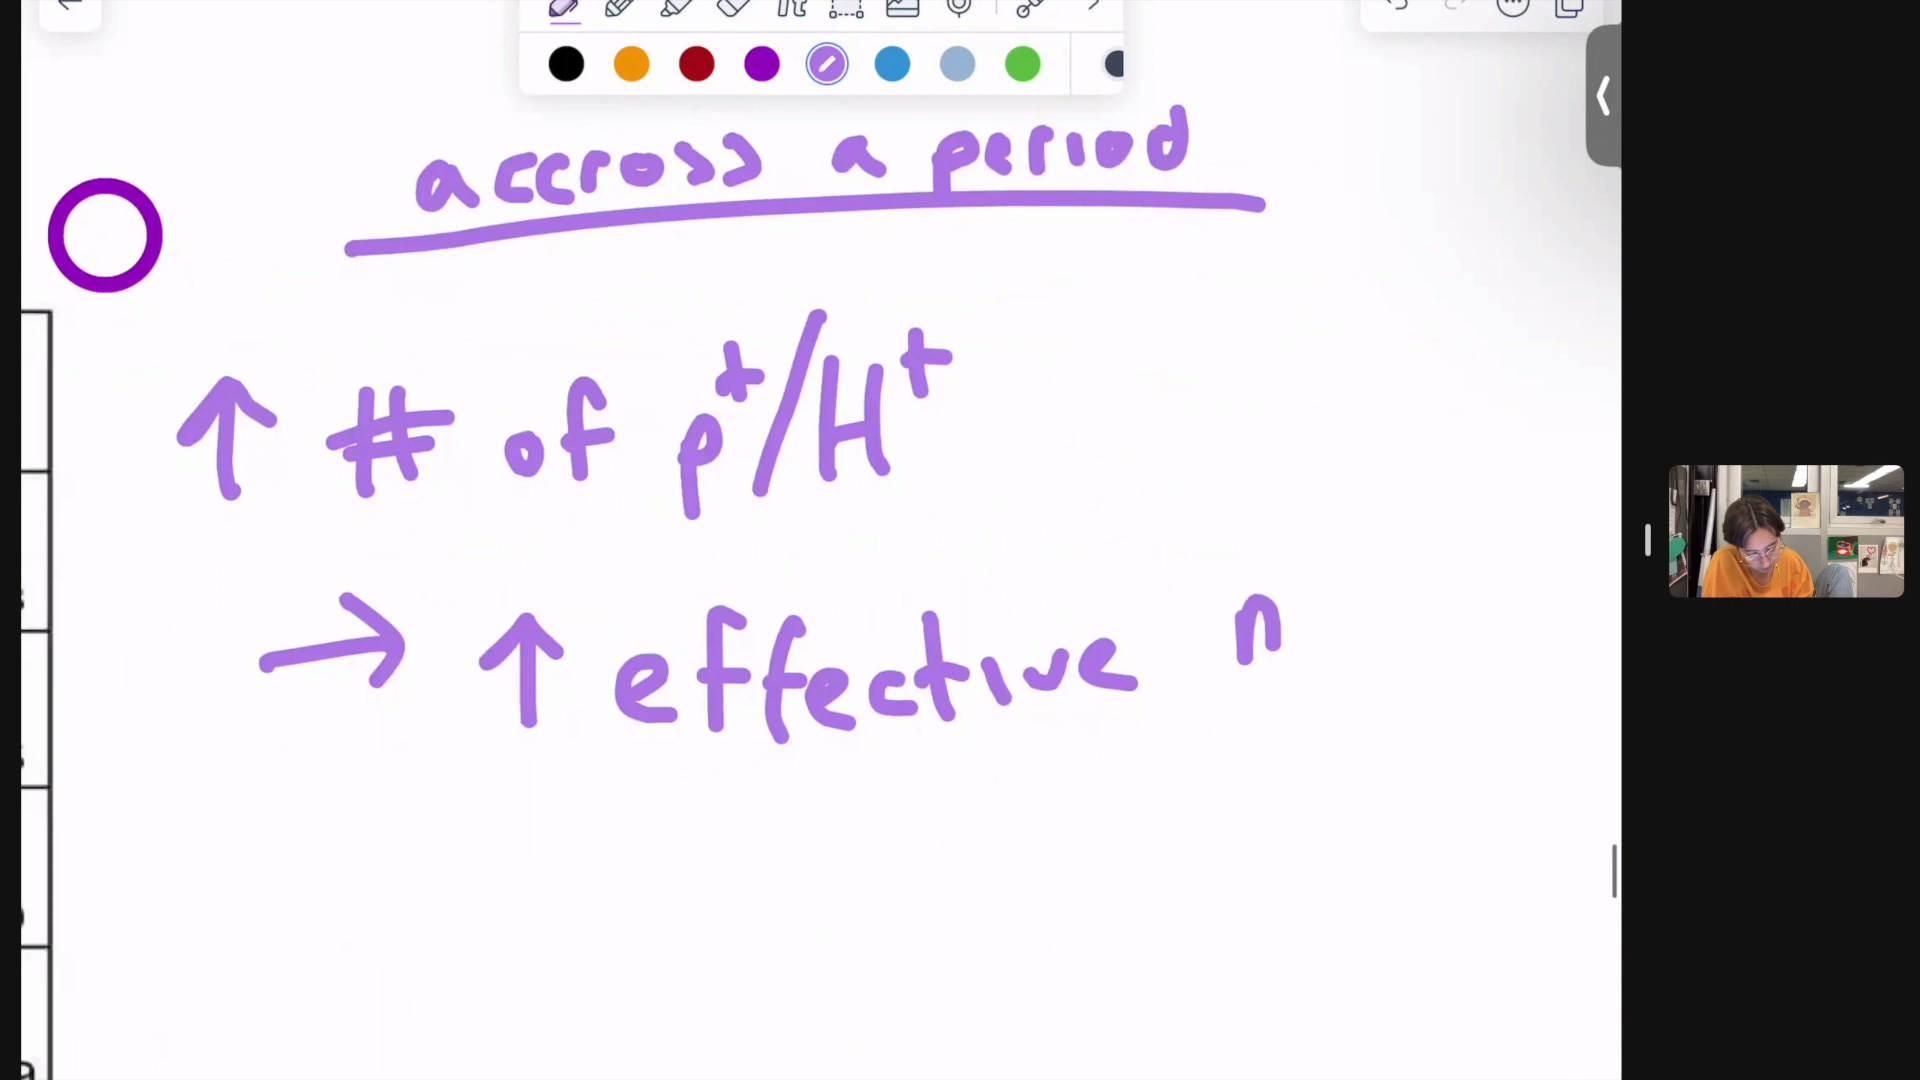 accross a period
↑ # of p⁺/H⁺
→ ↑ effective n